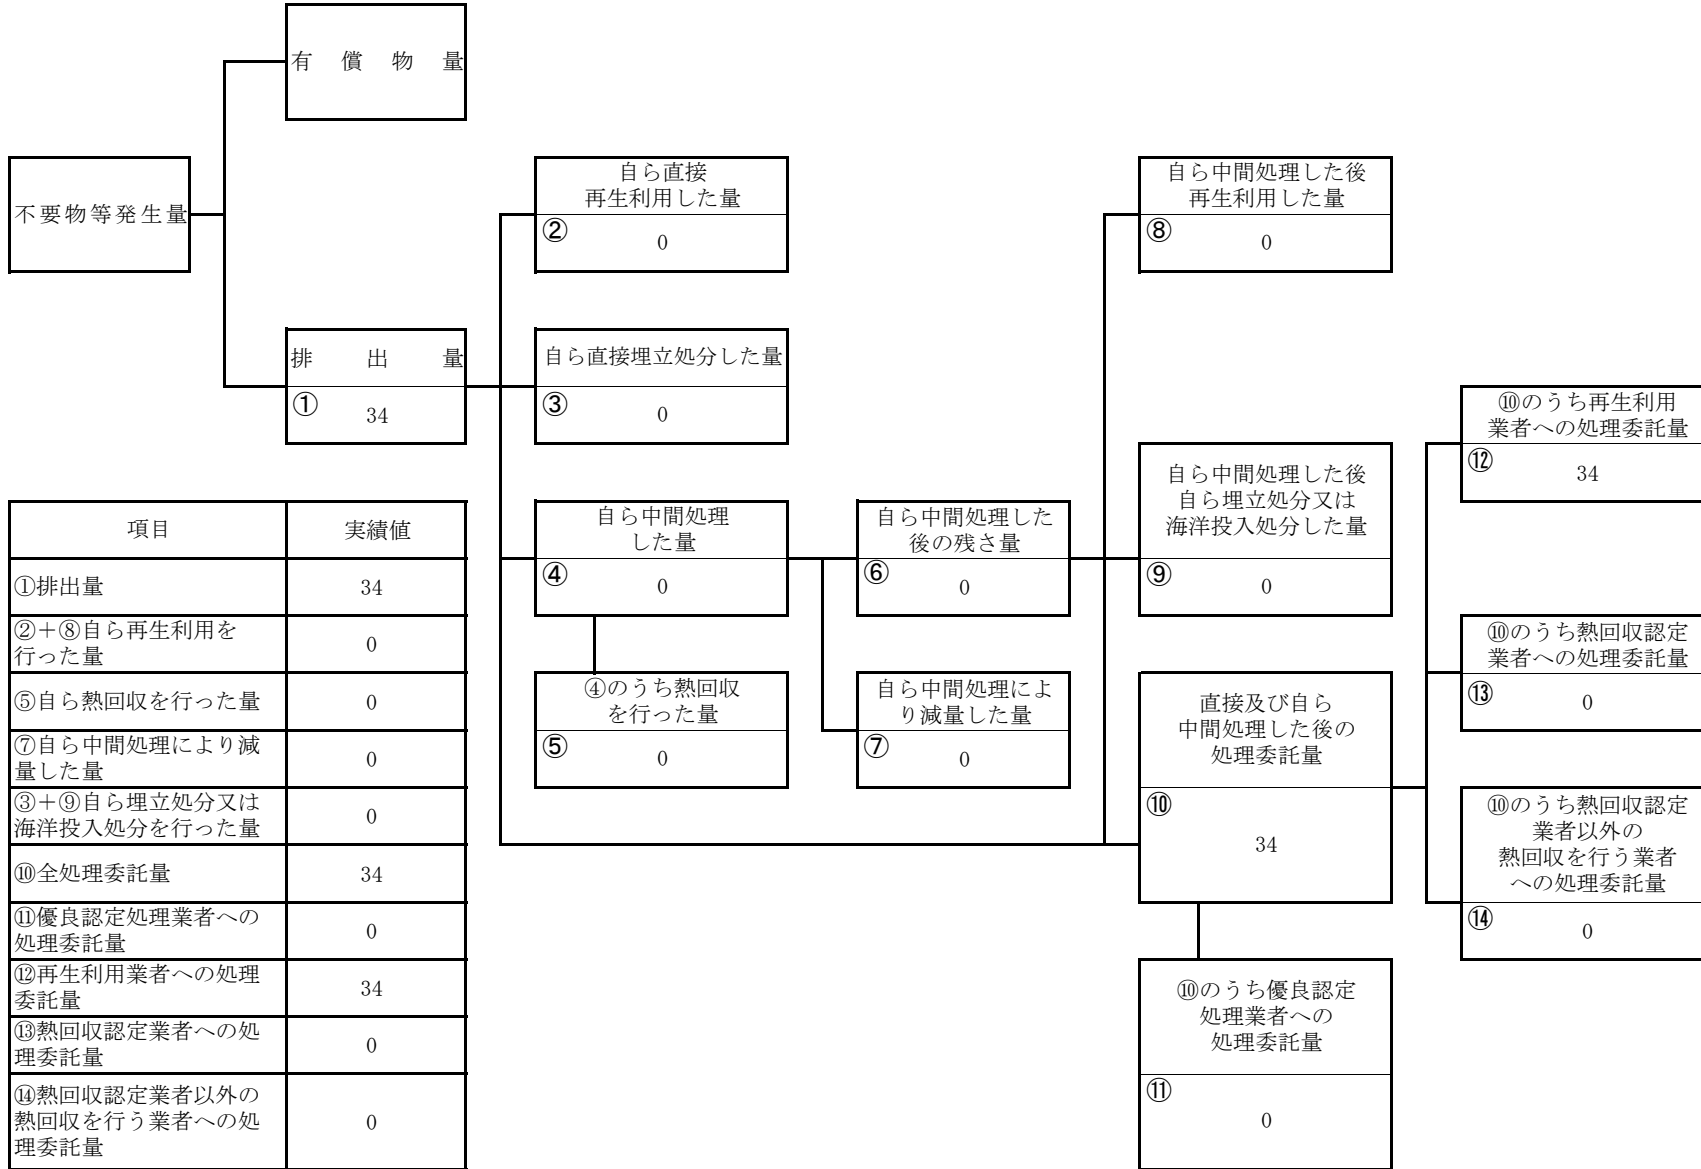 有償物量
不要物等発生量
自ら直接
再生利用した量
②
0
自ら中間処理した後
再生利用した量
⑧
0
排出量
①
34
自ら直接埋立処分した量
③
0
⑩のうち再生利用
業者への処理委託量
⑫
34
自ら中間処理
した量
④
0
自ら中間処理した
後の残さ量
⑥
0
自ら中間処理した後
自ら埋立処分又は
海洋投入処分した量
⑨
0
⑩のうち熱回収認定
業者への処理委託量
⑬
0
④のうち熱回収
を行った量
⑤
0
自ら中間処理によ
り減量した量
⑦
0
直接及び自ら
中間処理した後の
処理委託量
⑩
34
⑩のうち熱回収認定
業者以外の
熱回収を行う業者
への処理委託量
⑭
0
⑩のうち優良認定
処理業者への
処理委託量
⑪
0
項目 実績値
①排出量 34
②＋⑧自ら再生利用を
行った量 0
⑤自ら熱回収を行った量 0
⑦自ら中間処理により減
量した量 0
③＋⑨自ら埋立処分又は
海洋投入処分を行った量 0
⑩全処理委託量 34
⑪優良認定処理業者への
処理委託量 0
⑫再生利用業者への処理
委託量 34
⑬熱回収認定業者への処
理委託量 0
⑭熱回収認定業者以外の
熱回収を行う業者への処
理委託量 0